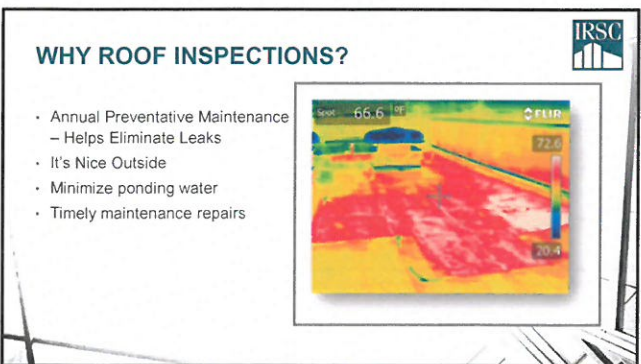 IRSC
WHY ROOF INSPECTIONS?
· Annual Preventative Maintenance
– Helps Eliminate Leaks
· It's Nice Outside
· Minimize ponding water
· Timely maintenance repairs
Spot 66.6 °F
FLIR
72.6
20.4